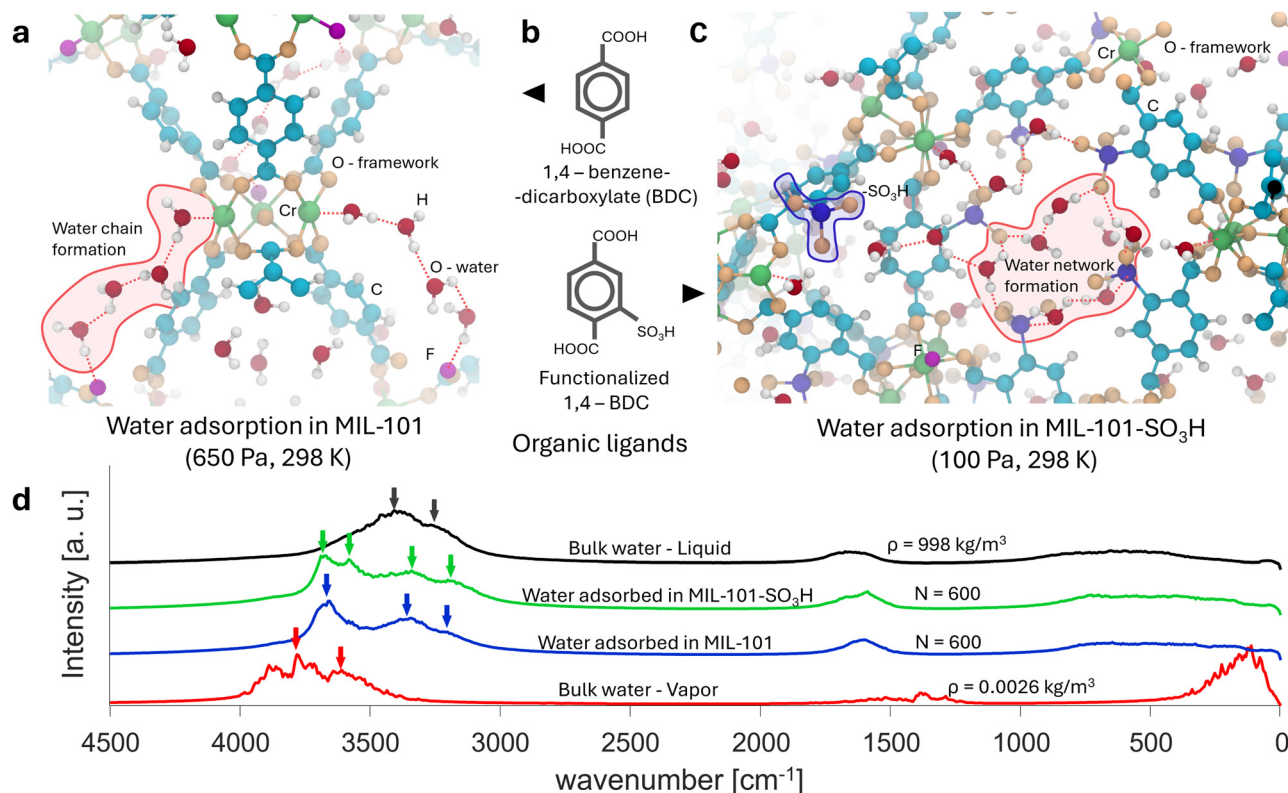 a
O - framework
Cr
H
Water chain
formation
O - water
C
F
Water adsorption in MIL-101
(650 Pa, 298 K)
b
COOH
HOOC
1,4 – benzene-
-dicarboxylate (BDC)
COOH
SO₃H
HOOC
Functionalized
1,4 – BDC
Organic ligands
c
Cr
O - framework
C
-SO₃H
Water network
formation
F
Water adsorption in MIL-101-SO₃H
(100 Pa, 298 K)
d
Intensity [a. u.]
Bulk water - Liquid
ρ = 998 kg/m³
Water adsorbed in MIL-101-SO₃H
N = 600
Water adsorbed in MIL-101
N = 600
Bulk water - Vapor
ρ = 0.0026 kg/m³
4500 4000 3500 3000 2500 2000 1500 1000 500 0
wavenumber [cm⁻¹]